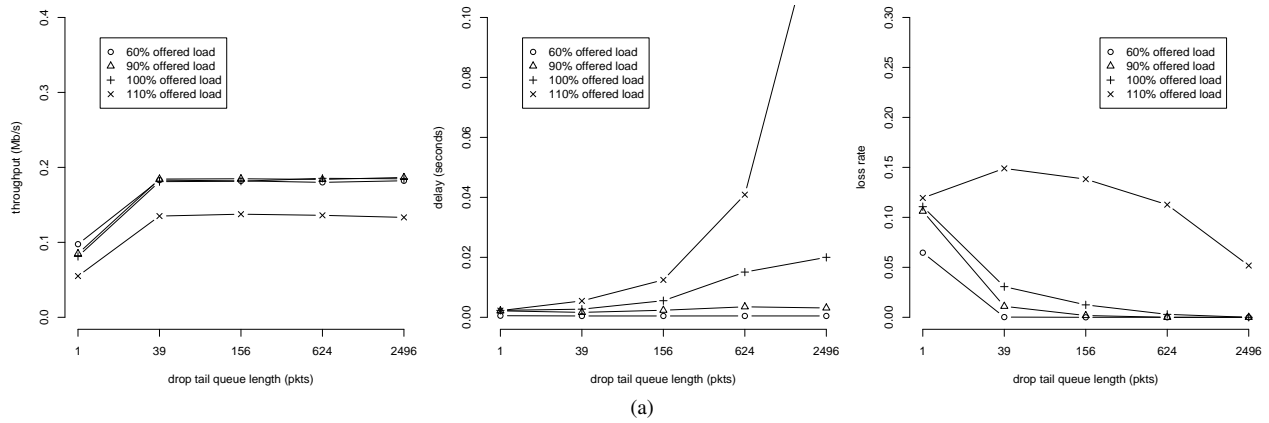 throughput (Mb/s)
0.0 0.1 0.2 0.3 0.4
60% offered load
90% offered load
100% offered load
110% offered load
1 39 156 624 2496
drop tail queue length (pkts)
delay (seconds)
0.00 0.02 0.04 0.06 0.08 0.10
60% offered load
90% offered load
100% offered load
110% offered load
1 39 156 624 2496
drop tail queue length (pkts)
loss rate
0.00 0.05 0.10 0.15 0.20 0.25 0.30
60% offered load
90% offered load
100% offered load
110% offered load
1 39 156 624 2496
drop tail queue length (pkts)
(a)